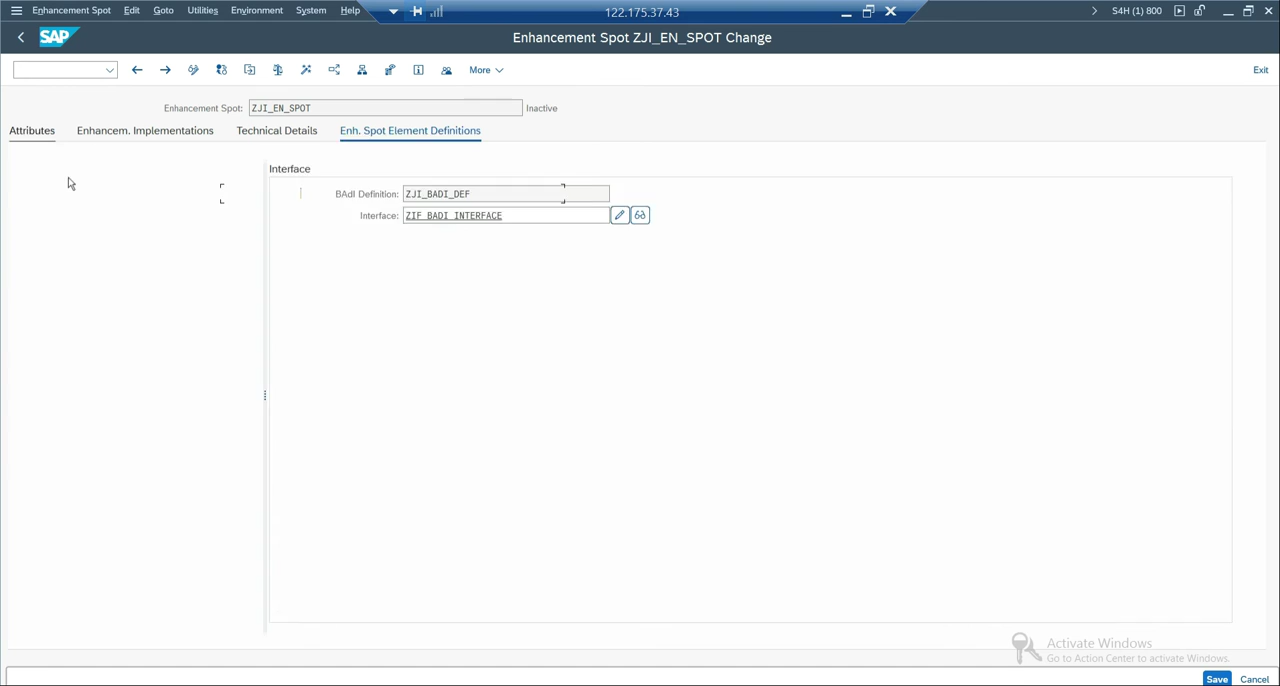 Enhancement Spot Edit Goto Utilities Environment System Help 122.175.37.43 S4H (1) 800
SAP Enhancement Spot ZJI_EN_SPOT Change
More Exit
Enhancement Spot: ZJI_EN_SPOT Inactive
Attributes Enhancem. Implementations Technical Details Enh. Spot Element Definitions
Interface
BAdI Definition: ZJI_BADI_DEF
Interface: ZIF_BADI_INTERFACE
Activate Windows
Go to Action Center to activate Windows.
Save Cancel